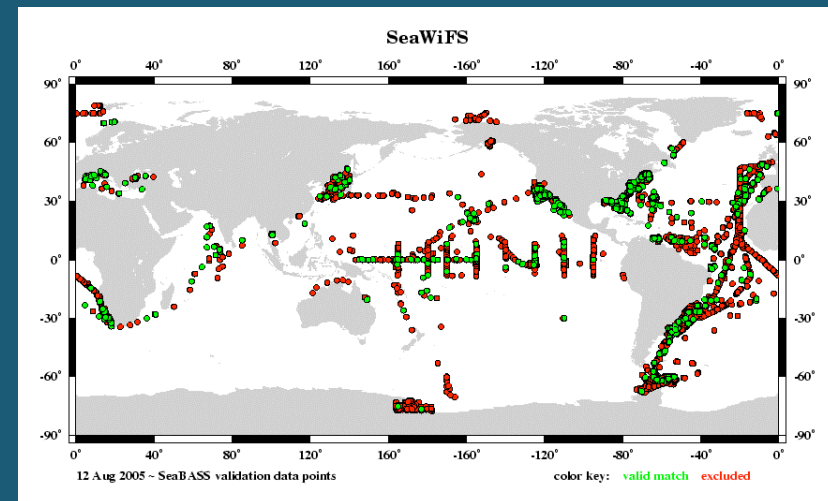 SeaWiFS
0° 40° 80° 120° 160° -160° -120° -80° -40° 0°
90° 90°
60° 60°
30° 30°
0° 0°
-30° -30°
-60° -60°
-90° -90°
0° 40° 80° 120° 160° -160° -120° -80° -40° 0°
12 Aug 2005 ~ SeaBASS validation data points color key: valid match excluded